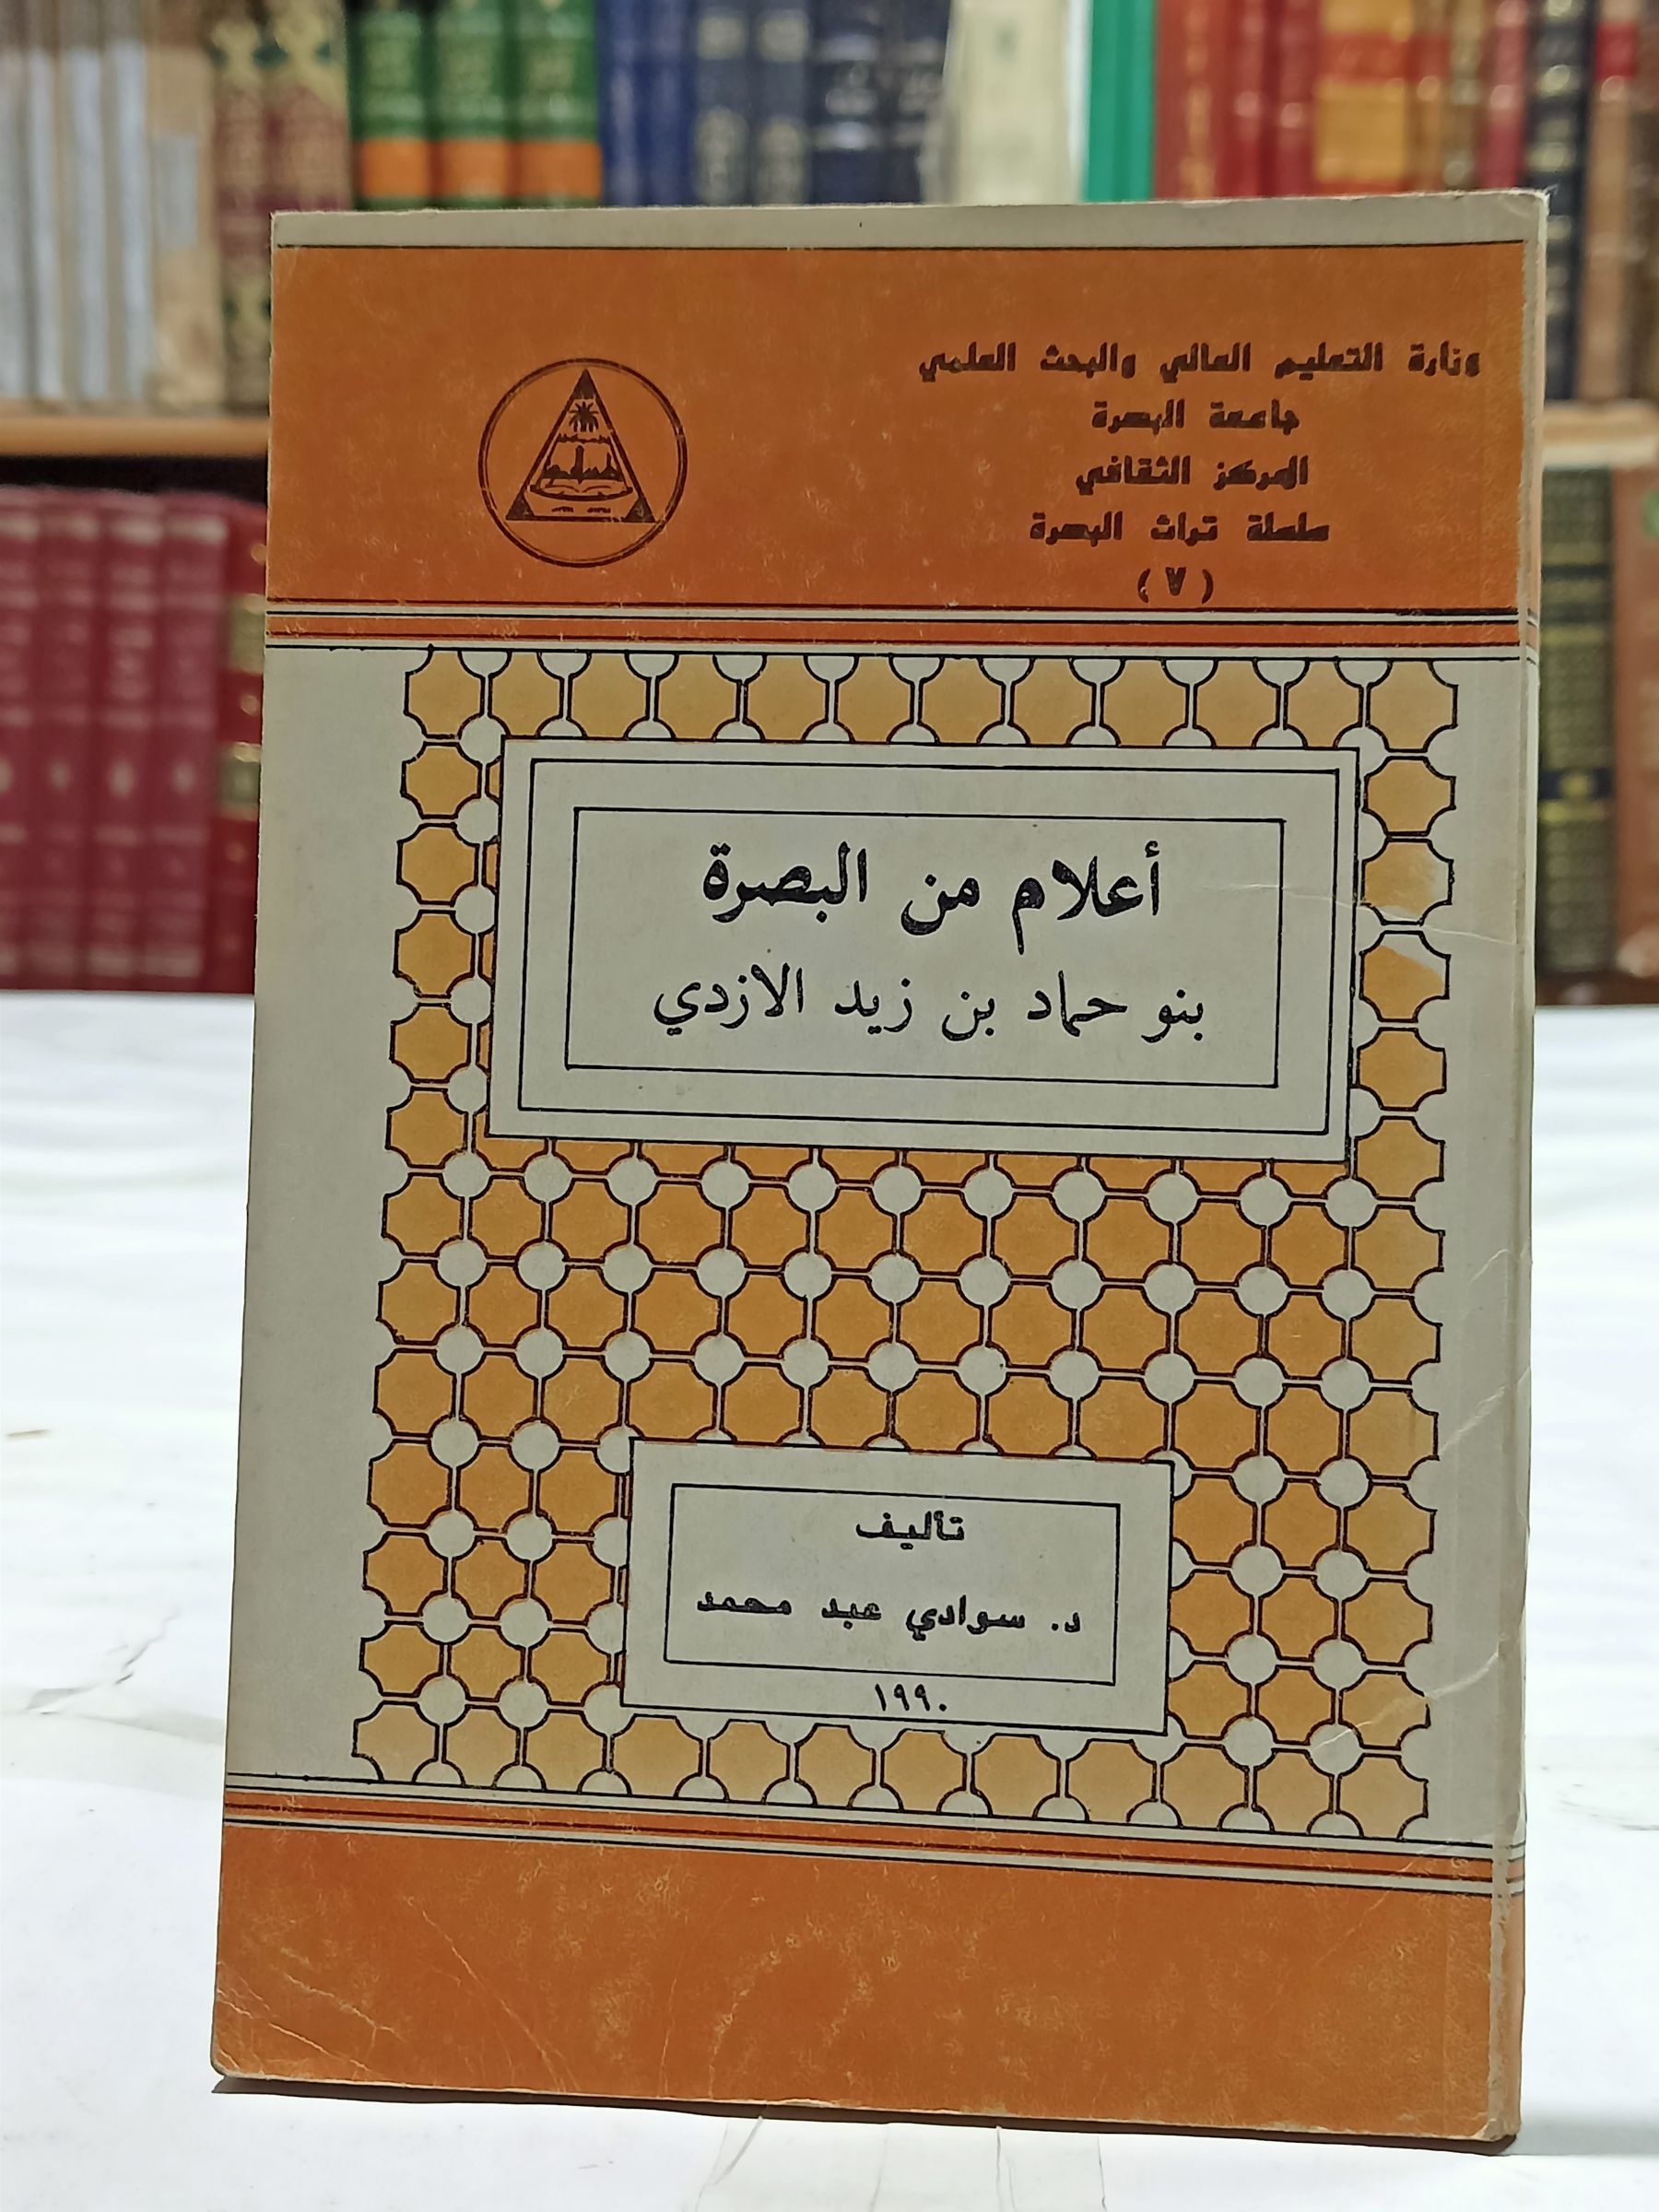 وزارة التعليم العالي والبحث العلمي
جامعة البصرة
المركز الثقافي
سلسلة تراث البصرة
( ٧ )
أعلام من البصرة
بنو حماد بن زيد الازدي
تأليف
د. سوادي عبد محمد
١٩٩٠